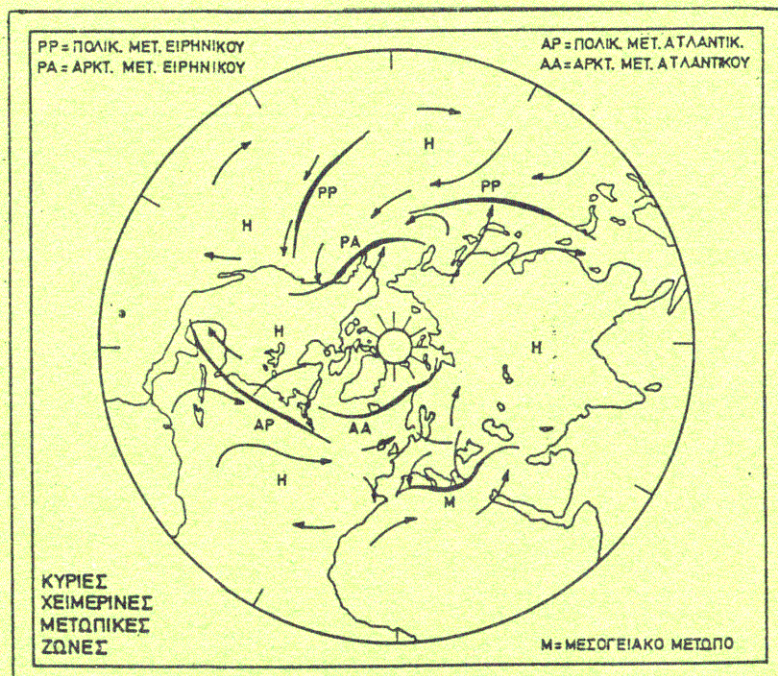 PP = ΠΟΛΙΚ. ΜΕΤ. ΕΙΡΗΝΙΚΟΥ
PA = ΑΡΚΤ. ΜΕΤ. ΕΙΡΗΝΙΚΟΥ
AP = ΠΟΛΙΚ. ΜΕΤ. ΑΤΛΑΝΤΙΚ.
AA = ΑΡΚΤ. ΜΕΤ. ΑΤΛΑΝΤΙΚΟΥ
H
PP
PP
H
PA
H
H
AP
AA
H
M
ΚΥΡΙΕΣ
ΧΕΙΜΕΡΙΝΕΣ
ΜΕΤΩΠΙΚΕΣ
ΖΩΝΕΣ
M = ΜΕΣΟΓΕΙΑΚΟ ΜΕΤΩΠΟ